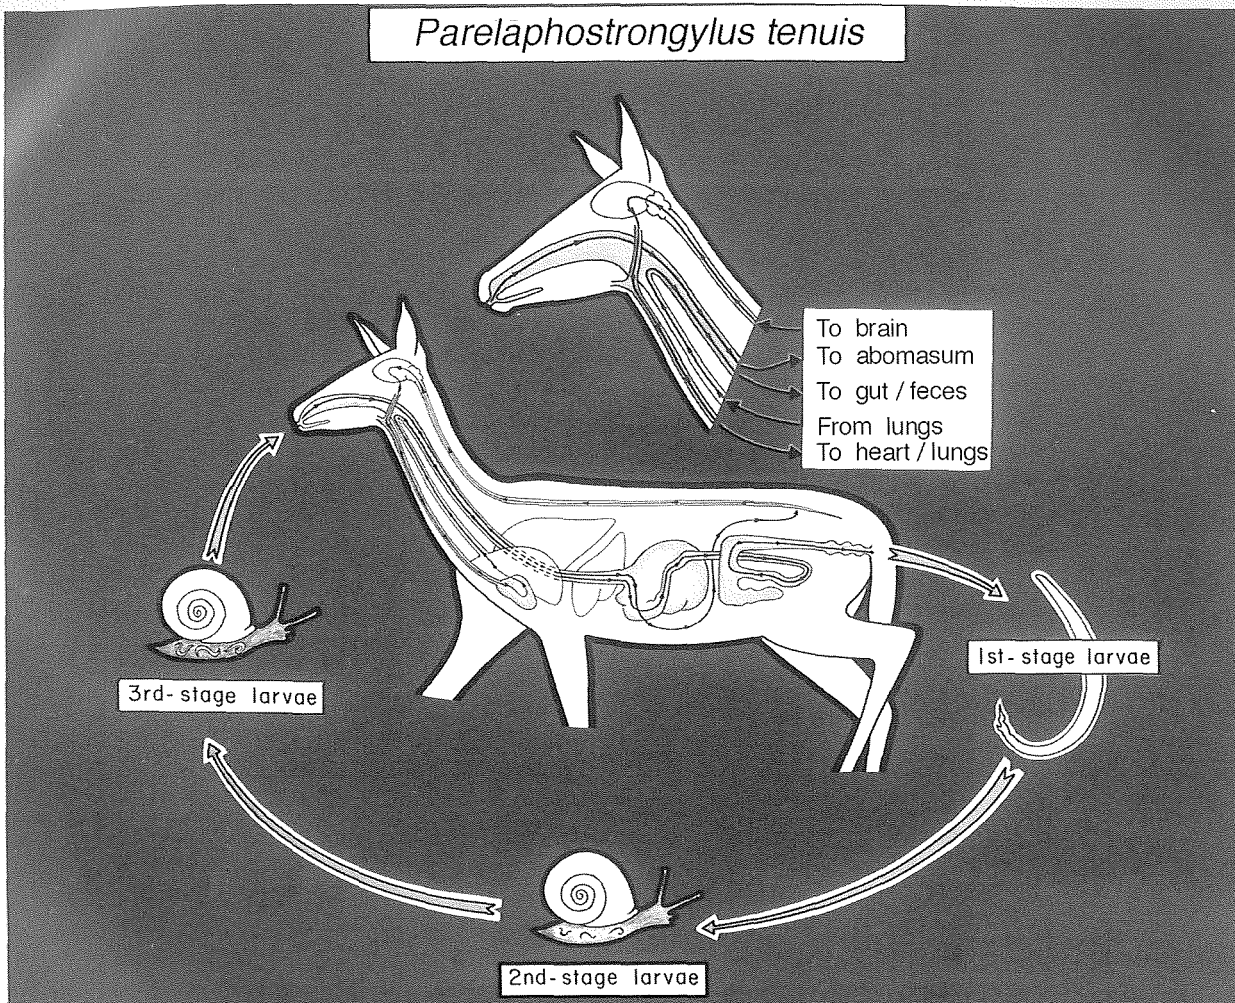 Parelaphostrongylus tenuis
To brain
To abomasum
To gut / feces
From lungs
To heart / lungs
3rd- stage larvae
1st- stage larvae
2nd- stage larvae